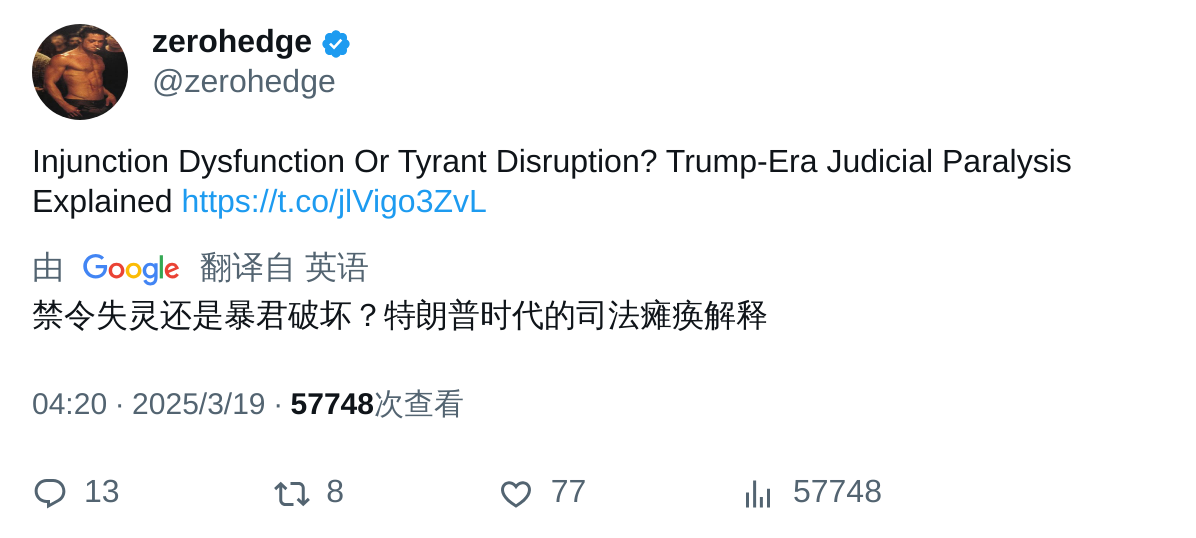 zerohedge
@zerohedge
Injunction Dysfunction Or Tyrant Disruption? Trump-Era Judicial Paralysis
Explained https://t.co/jlVigo3ZvL
由 Google 翻译自 英语
禁令失灵还是暴君破坏？特朗普时代的司法瘫痪解释
04:20 · 2025/3/19 · 57748次查看
13 8 77 57748